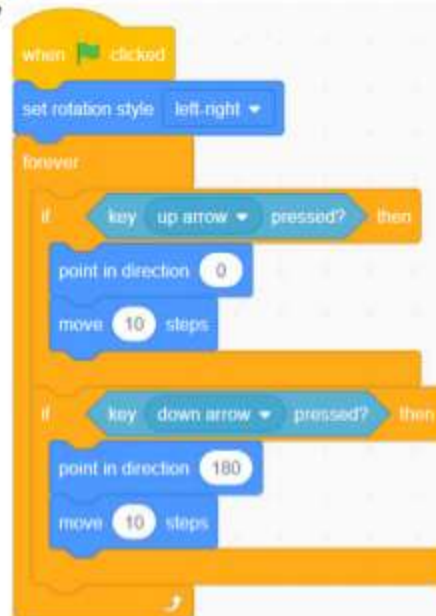 when clicked
set rotation style left-right
forever
if key up arrow pressed? then
point in direction 0
move 10 steps
if key down arrow pressed? then
point in direction 180
move 10 steps